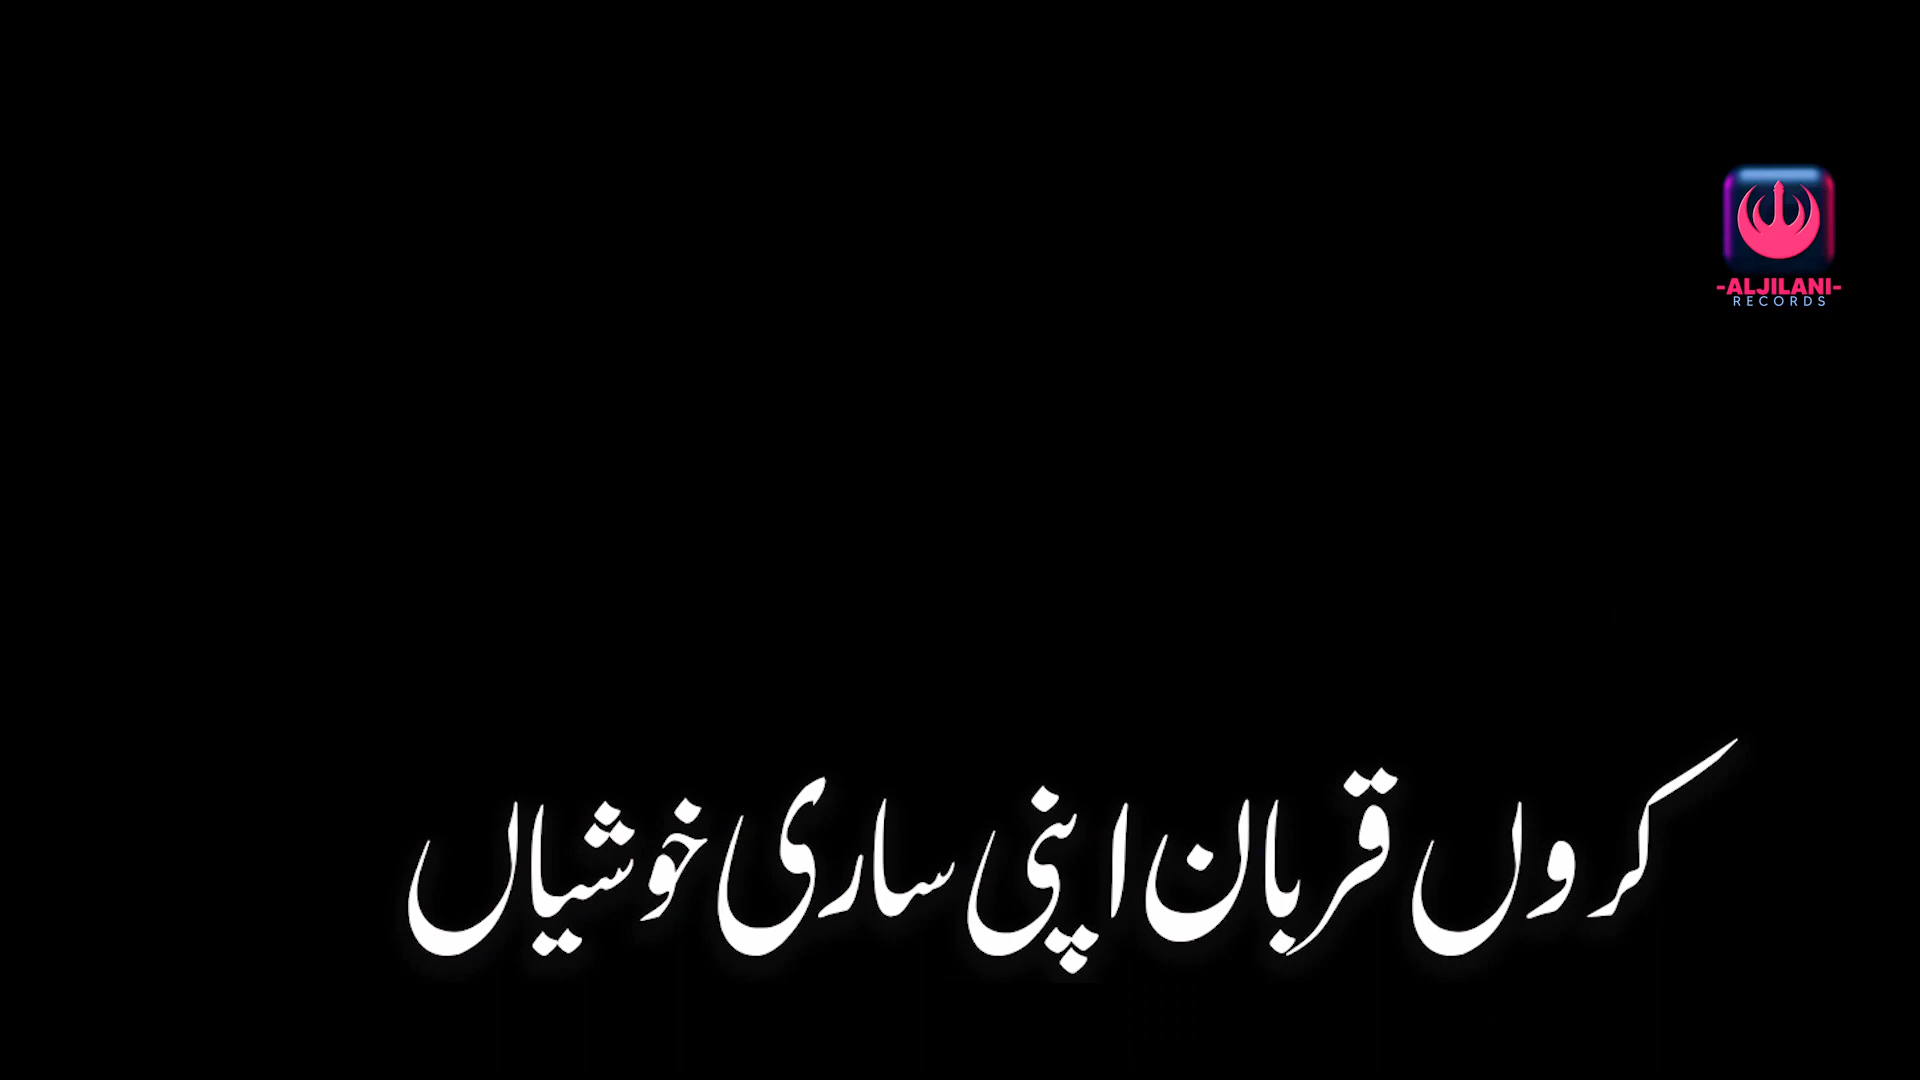 -ALJILANI-
RECORDS
کروں قربان اپنی ساری خوشیاں